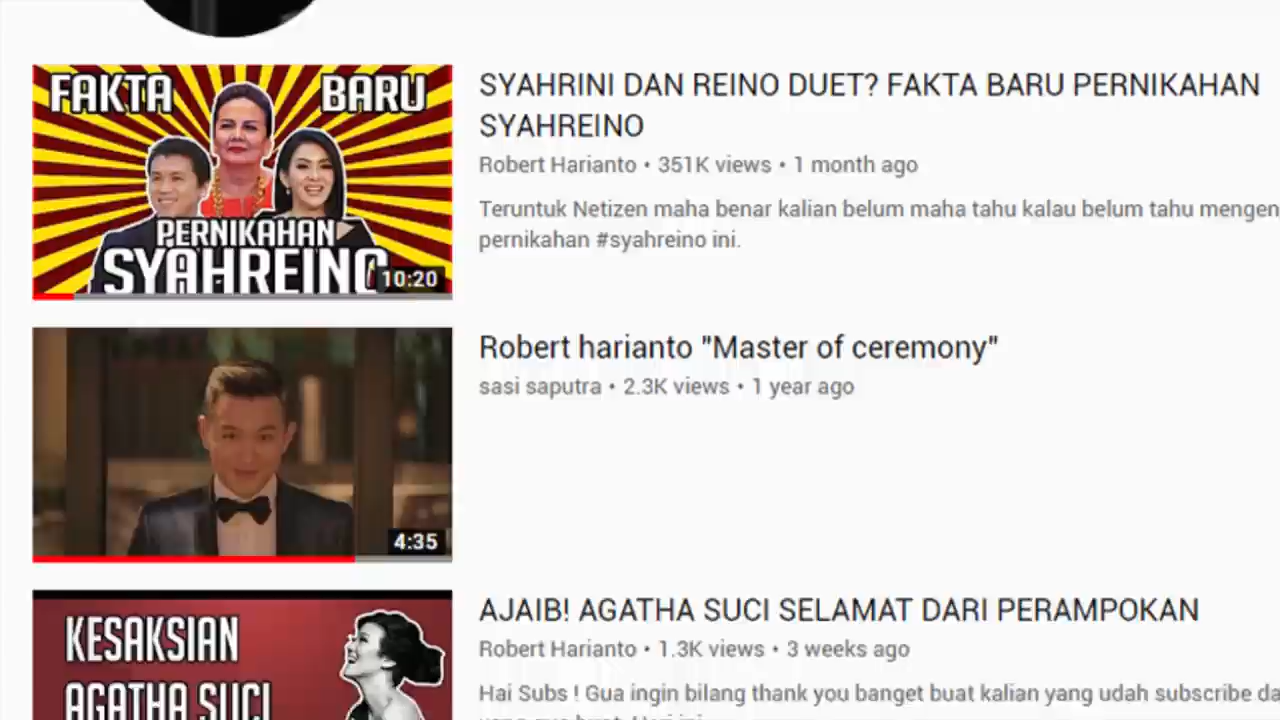 FAKTA BARU
PERNIKAHAN
SYAHREINO
10:20
SYAHRINI DAN REINO DUET? FAKTA BARU PERNIKAHAN
SYAHREINO
Robert Harianto • 351K views • 1 month ago
Teruntuk Netizen maha benar kalian belum maha tahu kalau belum tahu mengen
pernikahan #syahreino ini.
4:35
Robert harianto "Master of ceremony"
sasi saputra • 2.3K views • 1 year ago
KESAKSIAN
AGATHA SUCI
AJAIB! AGATHA SUCI SELAMAT DARI PERAMPOKAN
Robert Harianto • 1.3K views • 3 weeks ago
Hai Subs ! Gua ingin bilang thank you banget buat kalian yang udah subscribe da